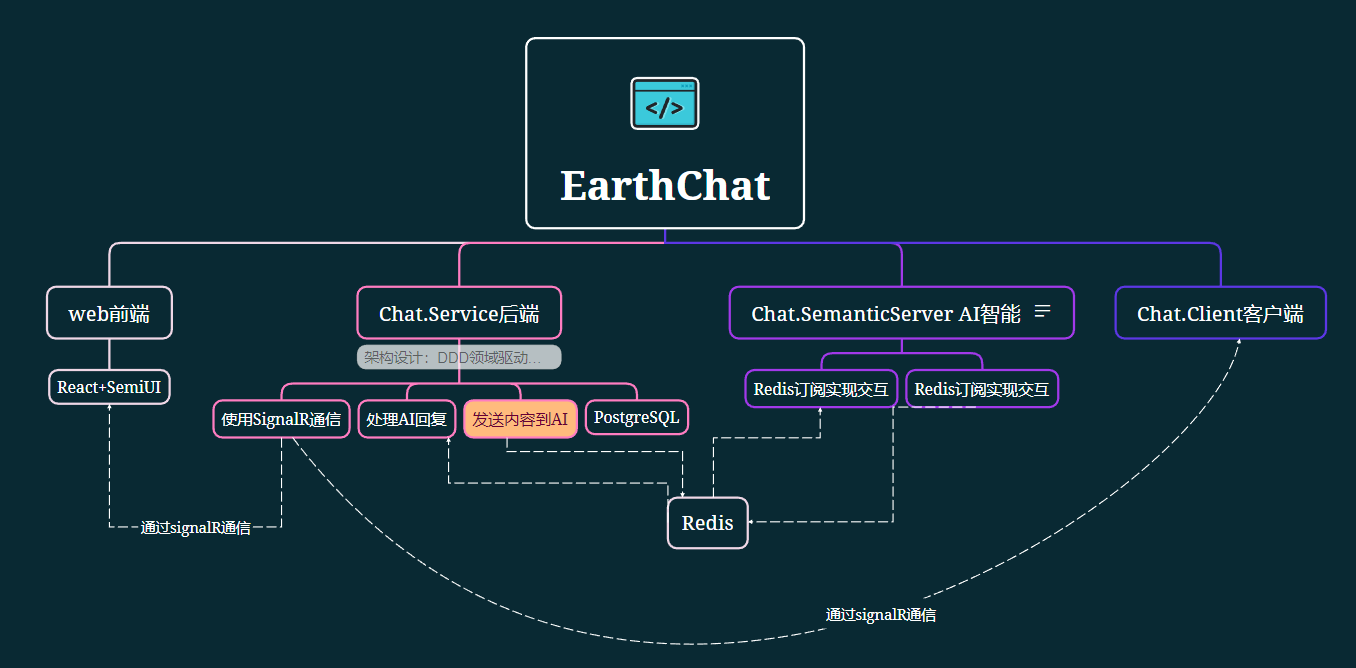 </>
EarthChat
web前端
Chat.Service后端
Chat.SemanticServer AI智能
Chat.Client客户端
架构设计：DDD领域驱动...
React+SemiUI
使用SignalR通信
处理AI回复
发送内容到AI
PostgreSQL
Redis订阅实现交互
Redis订阅实现交互
Redis
通过signalR通信
通过signalR通信